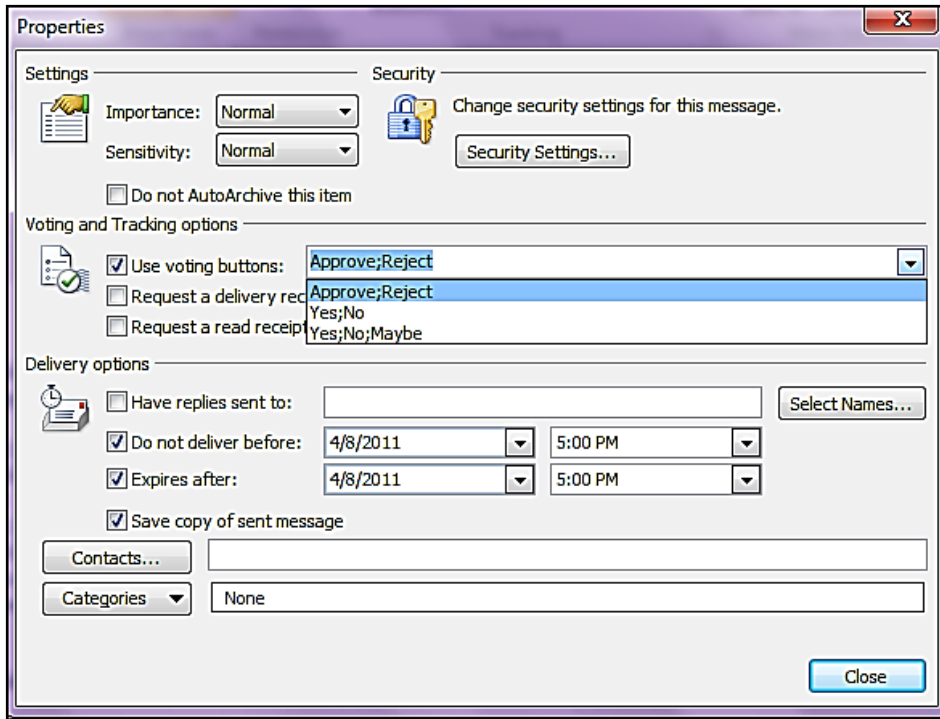 Properties
Settings
Security
Importance:
Normal
Change security settings for this message.
Sensitivity:
Normal
Security Settings...
Do not AutoArchive this item
Voting and Tracking options
Use voting buttons:
Approve;Reject
Request a delivery rec
Approve;Reject
Yes;No
Request a read receipt
Yes;No;Maybe
Delivery options
Have replies sent to:
Select Names...
Do not deliver before:
4/8/2011
5:00 PM
Expires after:
4/8/2011
5:00 PM
Save copy of sent message
Contacts...
Categories
None
Close